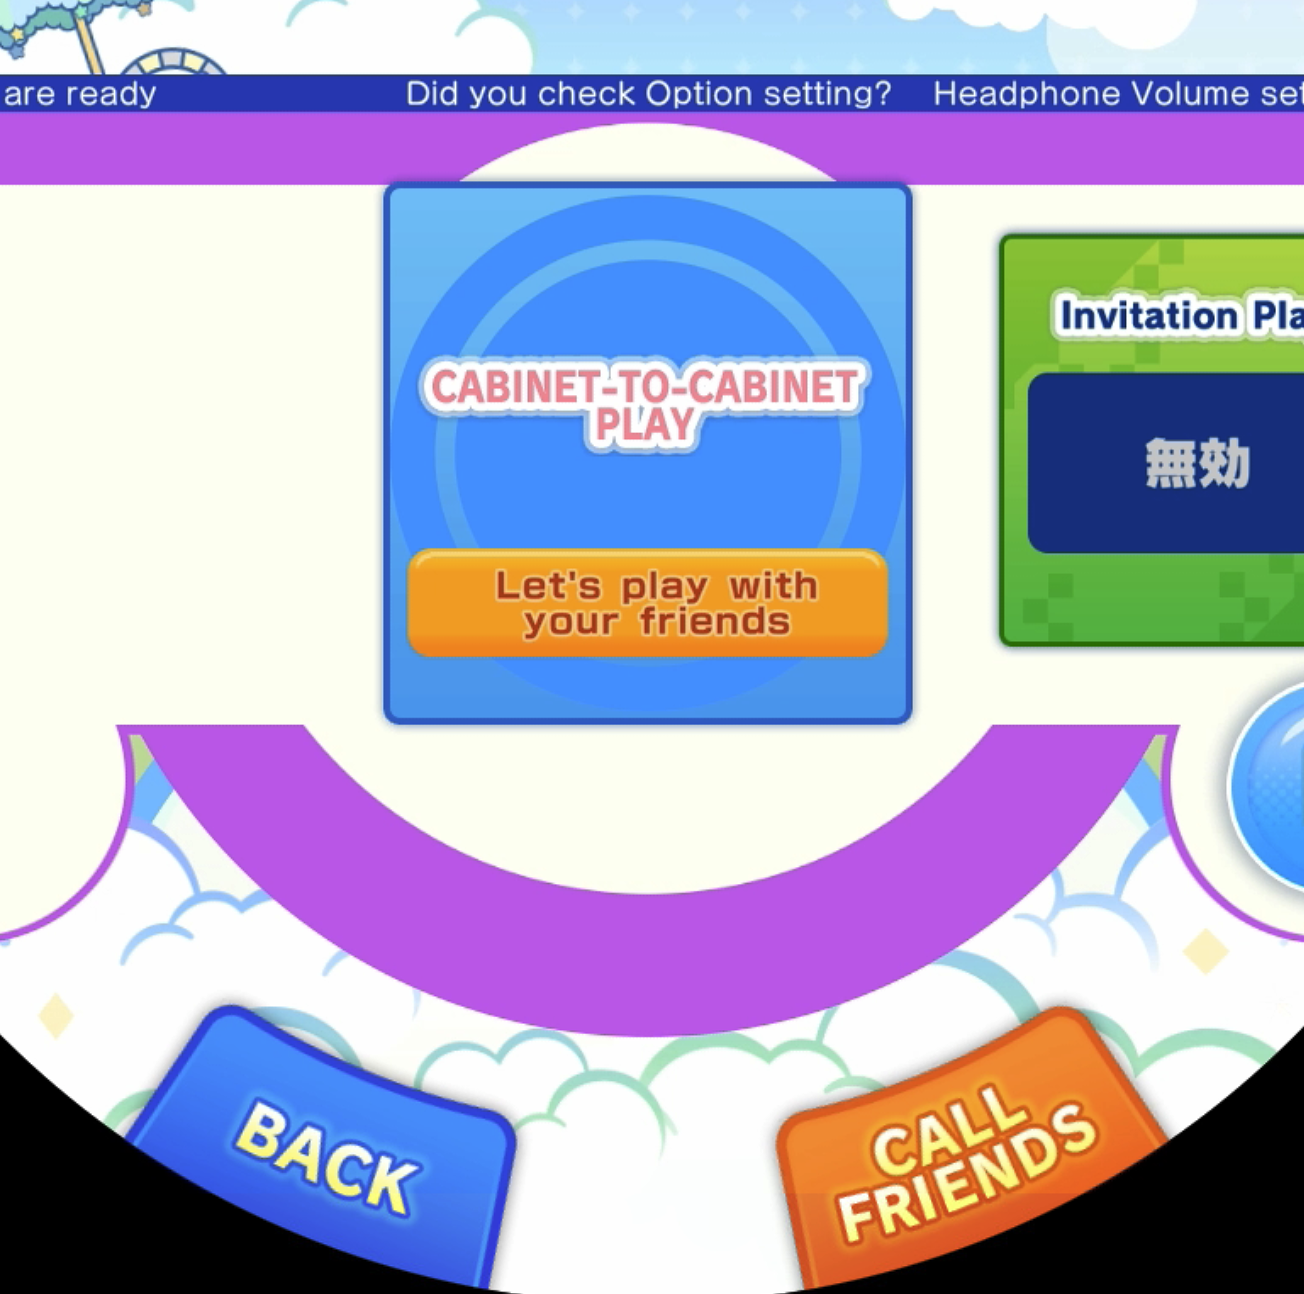 are ready Did you check Option setting? Headphone Volume set
CABINET-TO-CABINET
PLAY
Let's play with
your friends
Invitation Pla
無効
BACK
CALL
FRIENDS